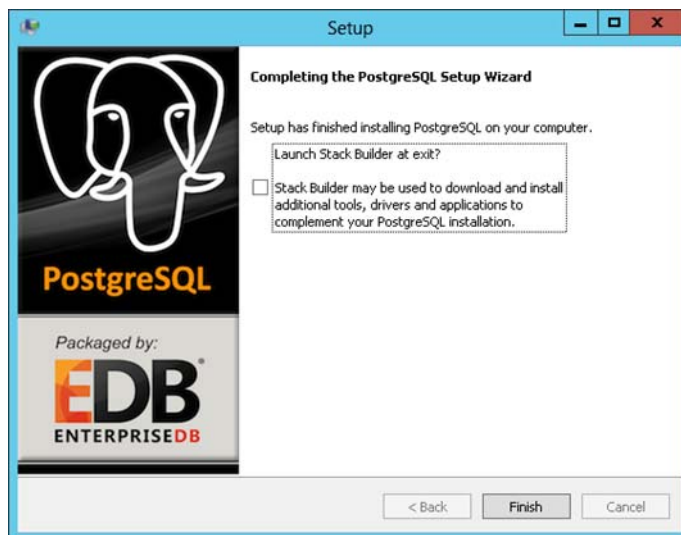 Setup
Completing the PostgreSQL Setup Wizard
Setup has finished installing PostgreSQL on your computer.
Launch Stack Builder at exit?
Stack Builder may be used to download and install
additional tools, drivers and applications to
complement your PostgreSQL installation.
PostgreSQL
Packaged by:
EDB
ENTERPRISEDB
< Back
Finish
Cancel